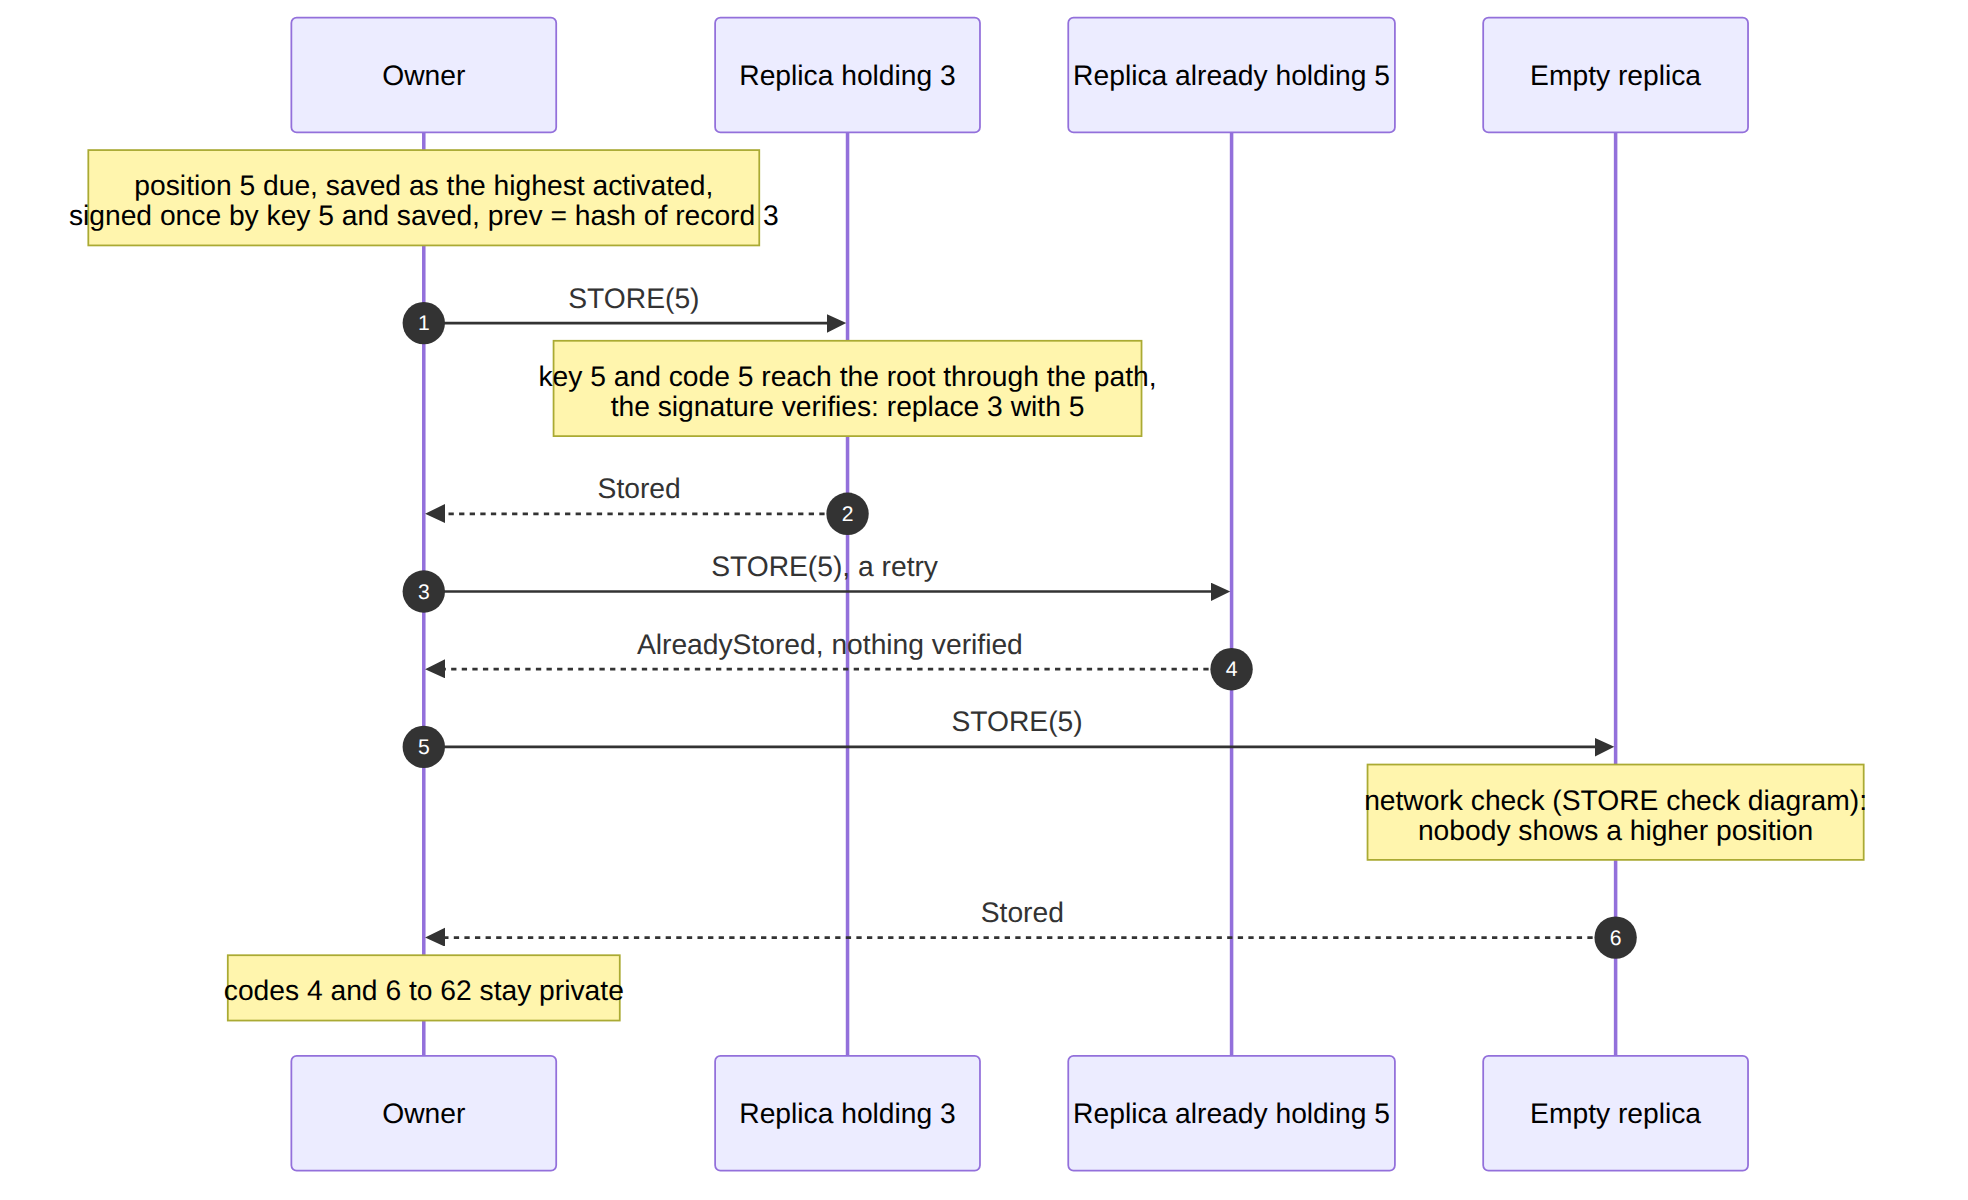 Owner
Replica holding 3
Replica already holding 5
Empty replica
position 5 due, saved as the highest activated,
signed once by key 5 and saved, prev = hash of record 3
STORE(5)
1
key 5 and code 5 reach the root through the path,
the signature verifies: replace 3 with 5
Stored
2
STORE(5), a retry
3
AlreadyStored, nothing verified
4
STORE(5)
5
network check (STORE check diagram):
nobody shows a higher position
Stored
6
codes 4 and 6 to 62 stay private
Owner
Replica holding 3
Replica already holding 5
Empty replica